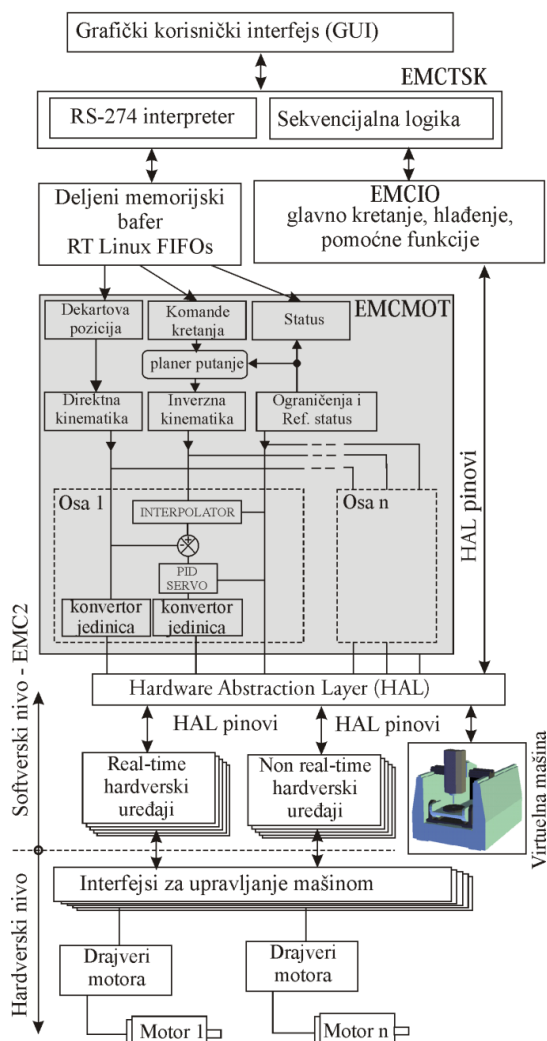 Grafički korisnički interfejs (GUI)
EMCTSK
RS-274 interpreter
Sekvencijalna logika
Deljeni memorijski
bafer
RT Linux FIFOs
EMCIO
glavno kretanje, hlađenje,
pomoćne funkcije
EMCMOT
Dekartova
pozicija
Komande
kretanja
Status
planer putanje
Direktna
kinematika
Inverzna
kinematika
Ograničenja i
Ref. status
HAL pinovi
Osa 1
Osa n
INTERPOLATOR
PID
SERVO
konvertor
jedinica
konvertor
jedinica
Softverski nivo - EMC2
Hardware Abstraction Layer (HAL)
HAL pinovi
HAL pinovi
Real-time
hardverski
uređaji
Non real-time
hardverski
uređaji
Virtuelna mašina
Hardverski nivo
Interfejsi za upravljanje mašinom
Drajveri
motora
Drajveri
motora
Motor 1
Motor n